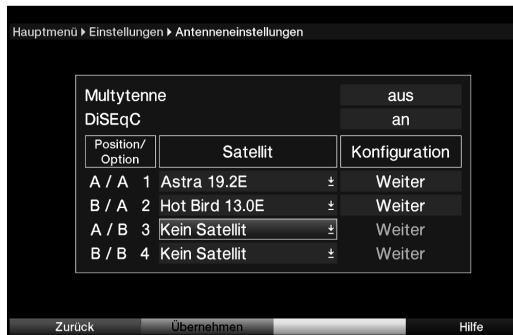 Hauptmenü ▸ Einstellungen ▸ Antenneneinstellungen
Multytenne aus
DiSEqC an
Position/ Option Satellit Konfiguration
A / A 1 Astra 19.2E Weiter
B / A 2 Hot Bird 13.0E Weiter
A / B 3 Kein Satellit Weiter
B / B 4 Kein Satellit Weiter
Zurück Übernehmen Hilfe